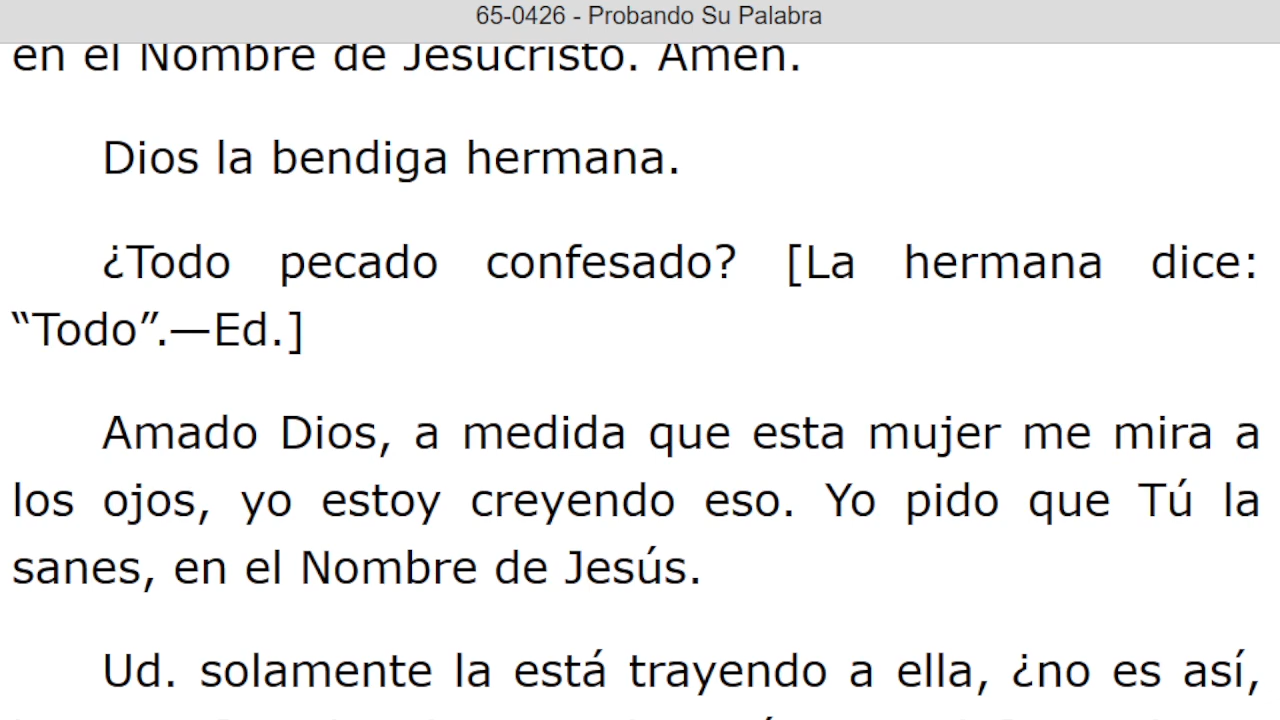 65-0426 - Probando Su Palabra
en el Nombre de Jesucristo. Amén.
Dios la bendiga hermana.
¿Todo pecado confesado? [La hermana dice:
“Todo”.—Ed.]
Amado Dios, a medida que esta mujer me mira a
los ojos, yo estoy creyendo eso. Yo pido que Tú la
sanes, en el Nombre de Jesús.
Ud. solamente la está trayendo a ella, ¿no es así,